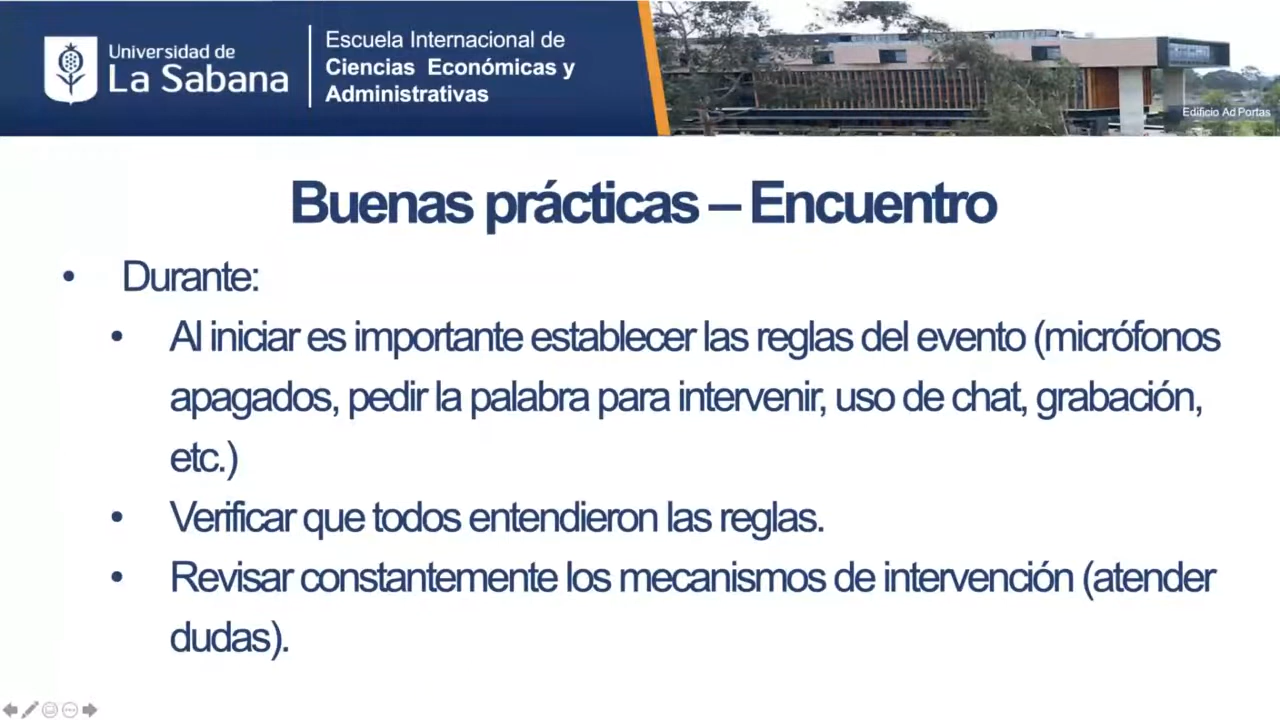 Universidad de
La Sabana
Escuela Internacional de
Ciencias Económicas y
Administrativas
Edificio Ad Portas
Buenas prácticas – Encuentro
• Durante:
• Al iniciar es importante establecer las reglas del evento (micrófonos
apagados, pedir la palabra para intervenir, uso de chat, grabación,
etc.)
• Verificar que todos entendieron las reglas.
• Revisar constantemente los mecanismos de intervención (atender
dudas).